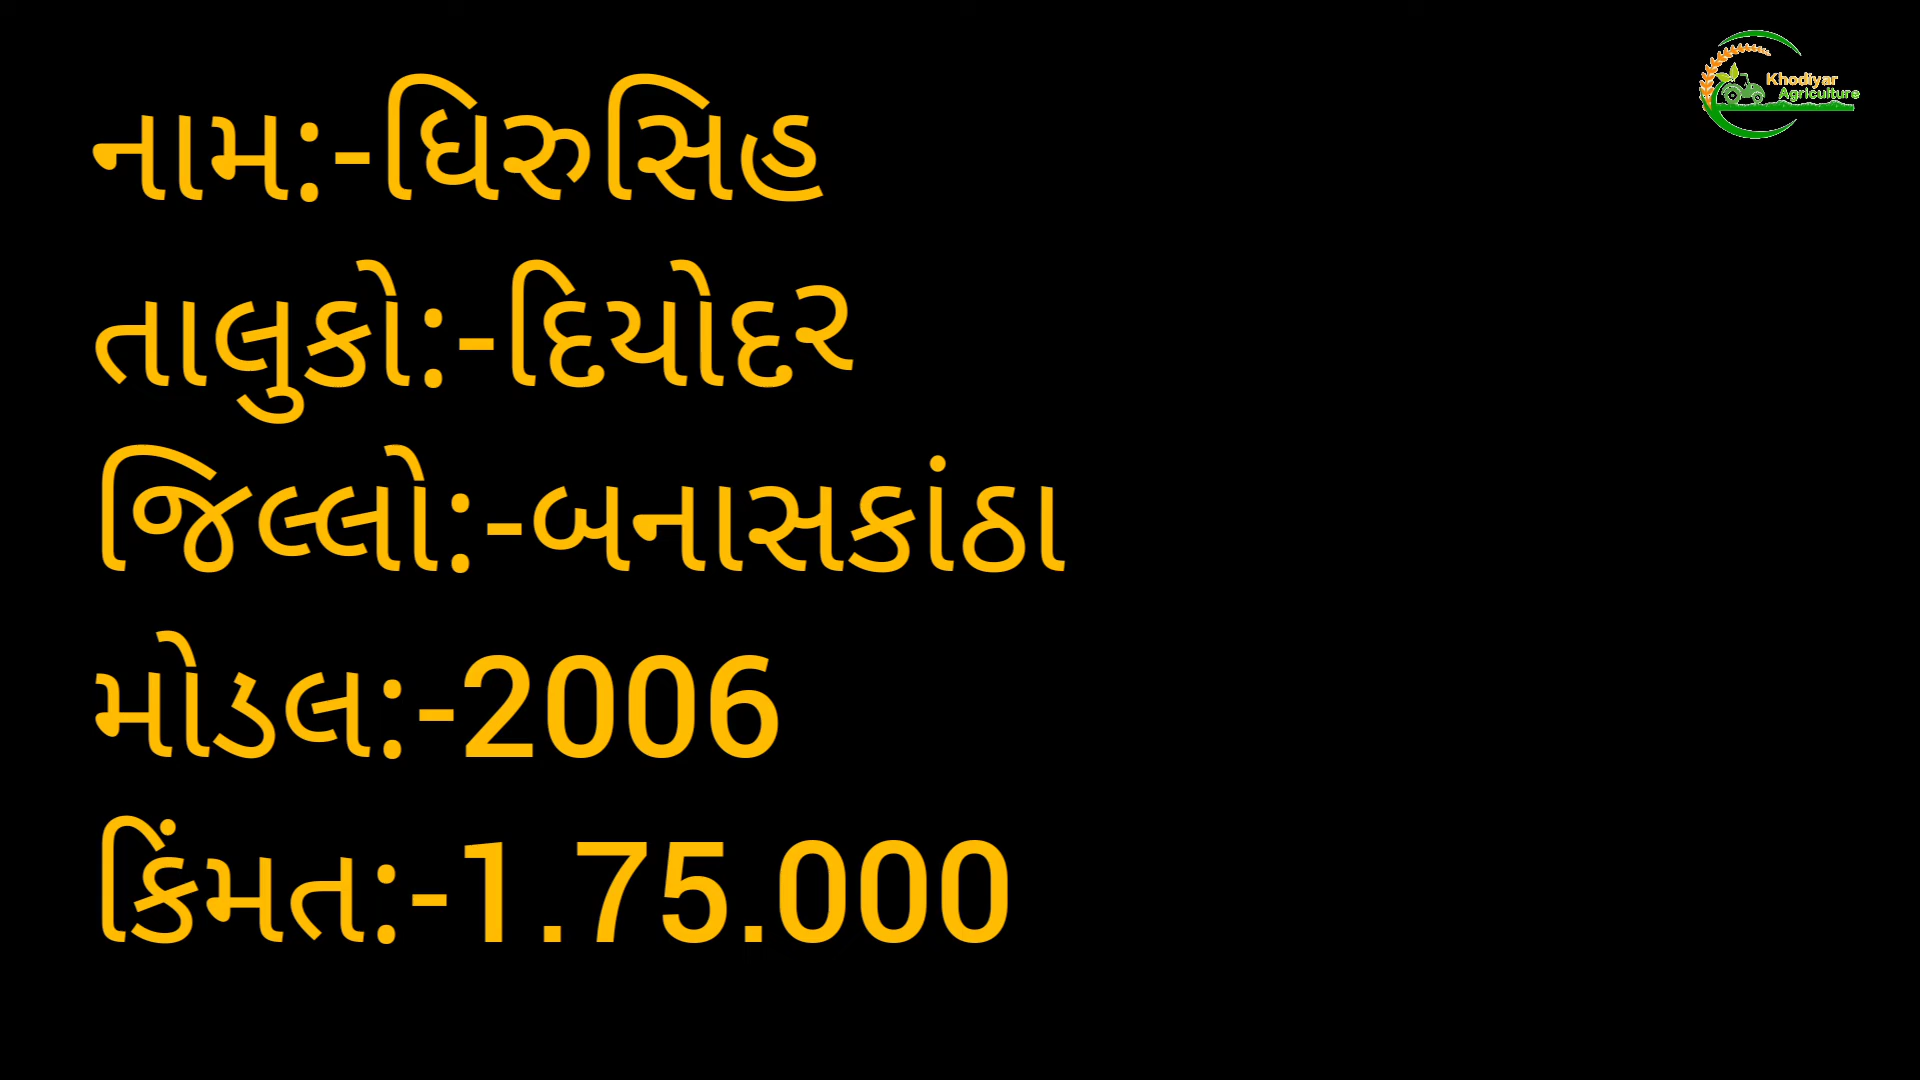 Khodiyar
Agriculture
નામ:-ધિરુસિહ
તાલુકો:-દિયોદર
જિલ્લો:-બનાસકાંઠા
મોડલ:-2006
કિંમત:-1.75.000